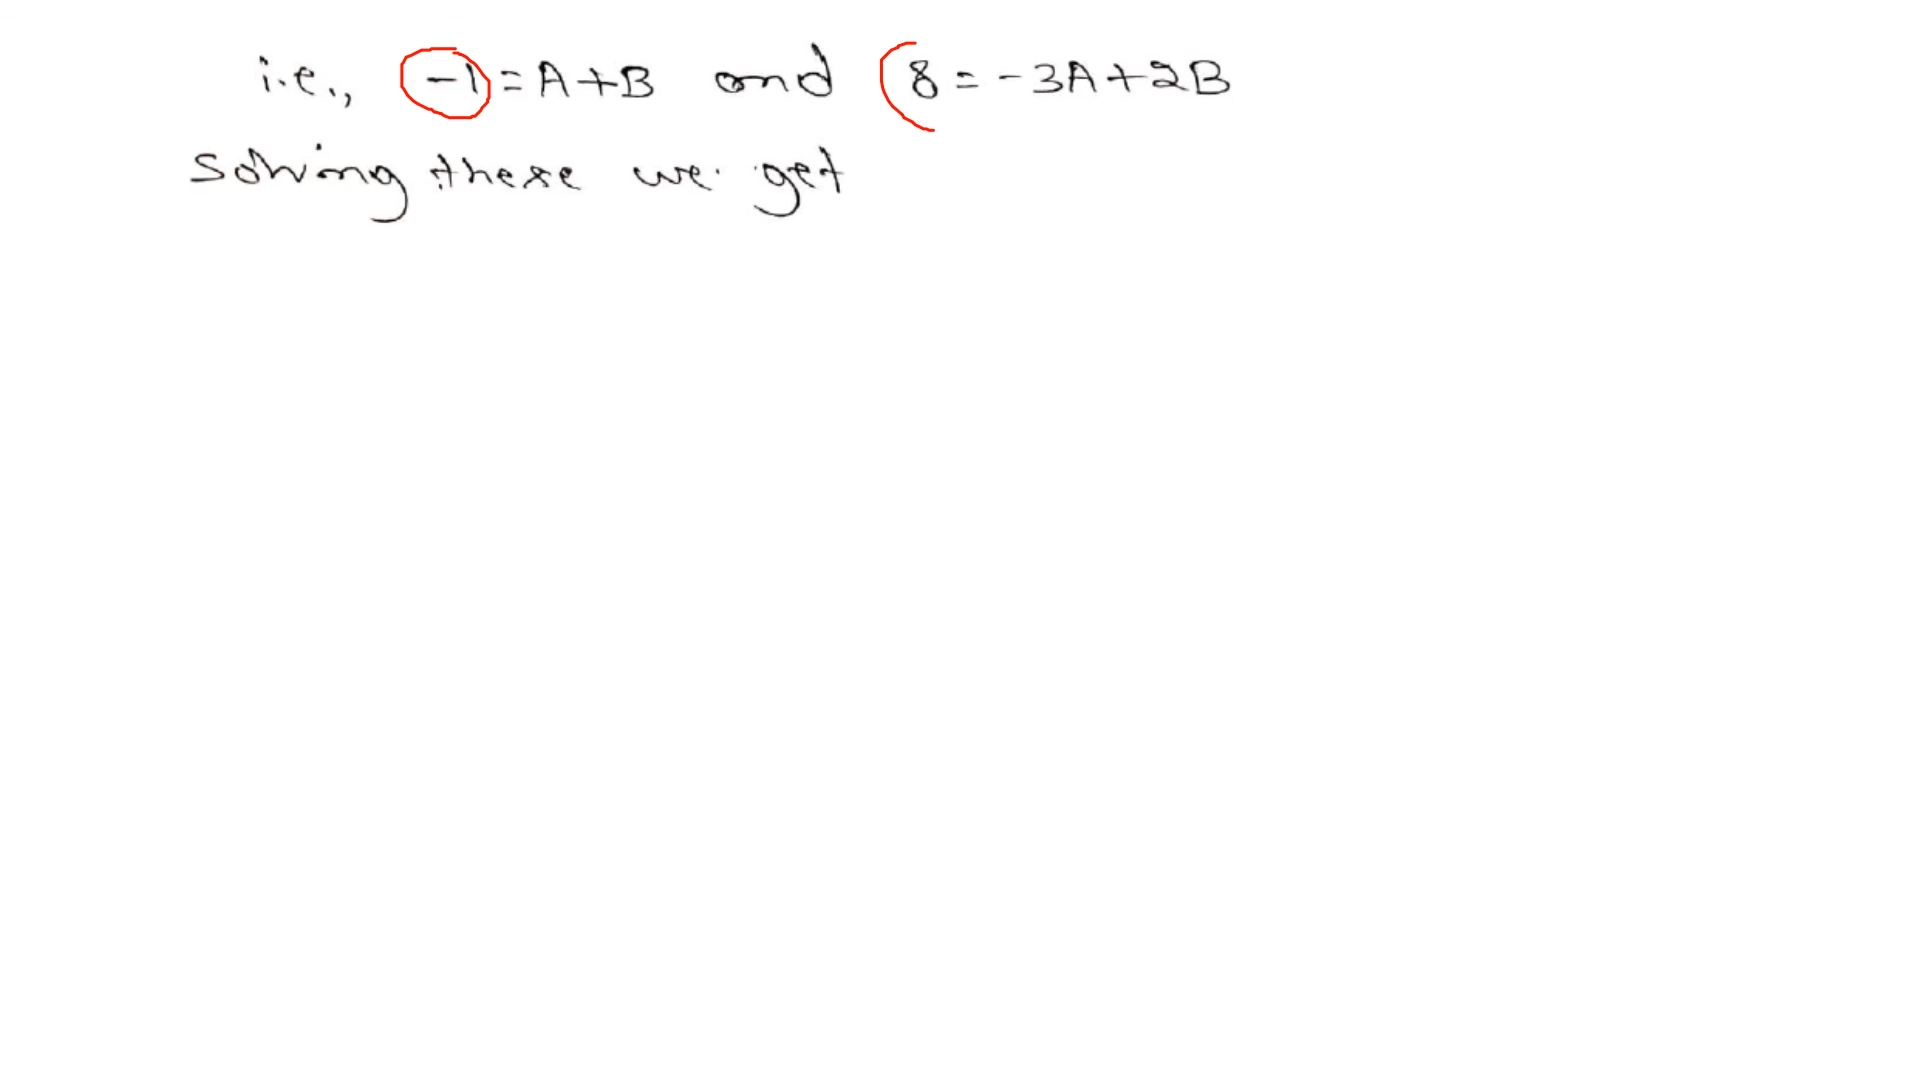 i.e., -1 = A+B and 8 = -3A+2B
Solving these we get